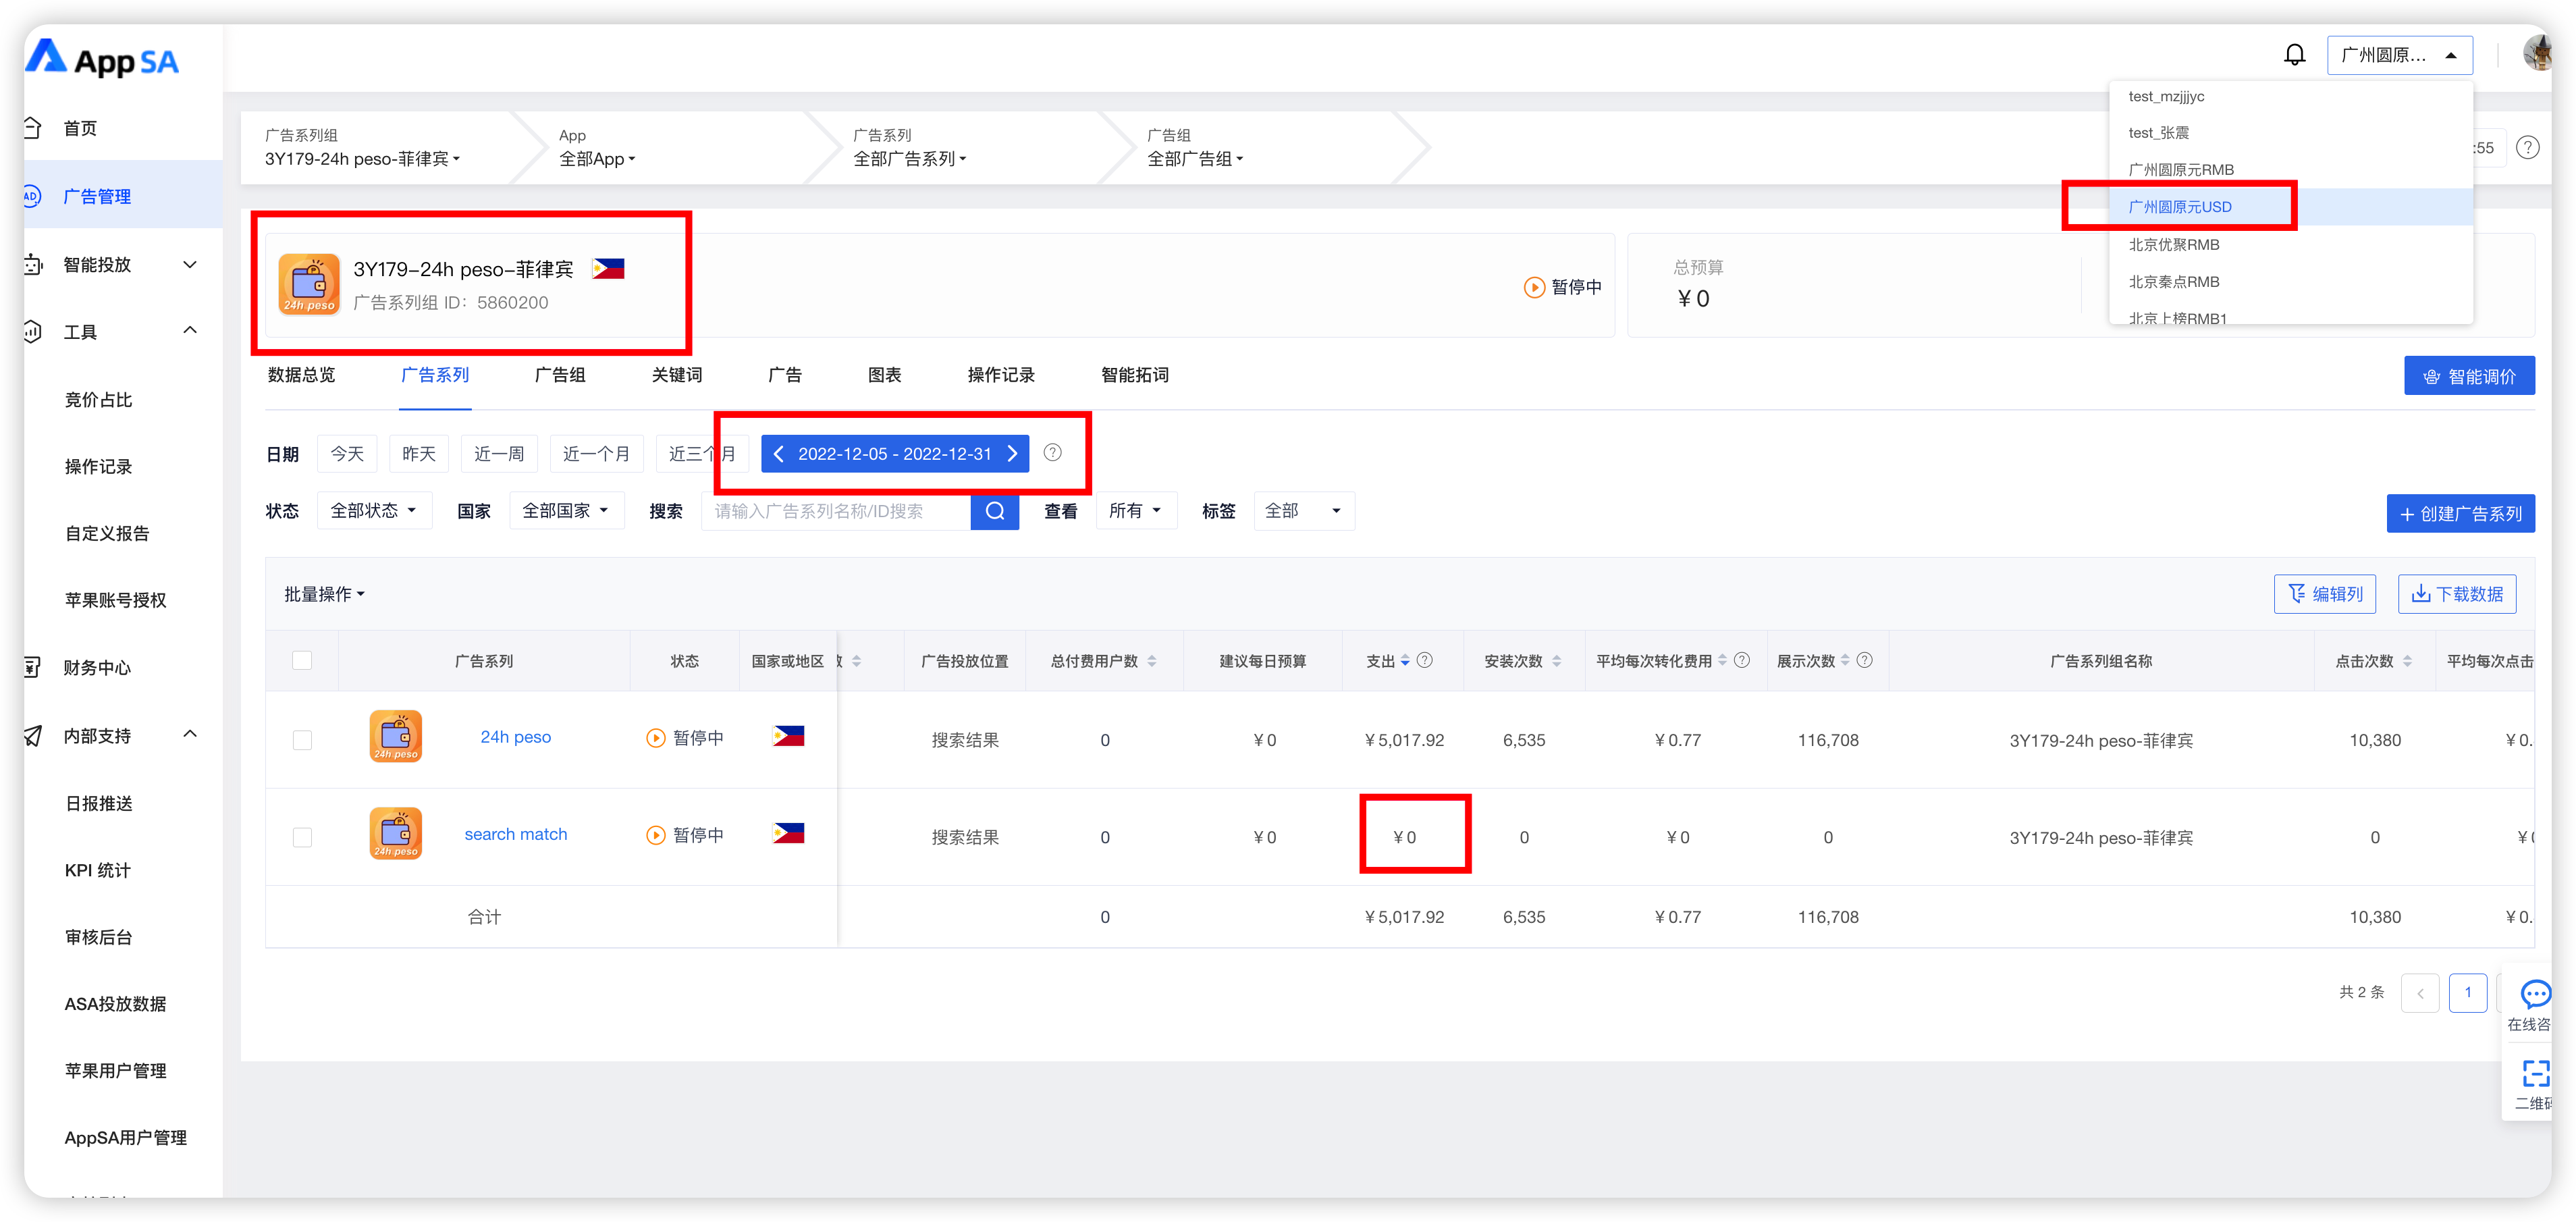 App SA
广州圆原...
首页
广告管理
智能投放
工具
竞价占比
操作记录
自定义报告
苹果账号授权
财务中心
内部支持
日报推送
KPI 统计
审核后台
ASA投放数据
苹果用户管理
AppSA用户管理
广告系列组
3Y179-24h peso-菲律宾
App
全部App
广告系列
全部广告系列
广告组
全部广告组
:55
test_mzjjjyc
test_张震
广州圆原元RMB
广州圆原元USD
北京优聚RMB
北京秦点RMB
北京上榜RMB1
24h.peso
3Y179-24h peso-菲律宾
广告系列组 ID: 5860200
暂停中
总预算
¥0
数据总览 广告系列 广告组 关键词 广告 图表 操作记录 智能拓词
智能调价
日期 今天 昨天 近一周 近一个月 近三个月 2022-12-05 - 2022-12-31
状态 全部状态 国家 全部国家 搜索 请输入广告系列名称/ID搜索 查看 所有 标签 全部
+ 创建广告系列
批量操作
编辑列 下载数据
广告系列 状态 国家或地区 数 广告投放位置 总付费用户数 建议每日预算 支出 安装次数 平均每次转化费用 展示次数 广告系列组名称 点击次数 平均每次点击
24h.peso 24h peso 暂停中 搜索结果 0 ¥0 ¥5,017.92 6,535 ¥0.77 116,708 3Y179-24h peso-菲律宾 10,380 ¥0.
24h.peso search match 暂停中 搜索结果 0 ¥0 ¥0 0 ¥0 0 3Y179-24h peso-菲律宾 0 ¥0
合计 0 ¥5,017.92 6,535 ¥0.77 116,708 10,380 ¥0.
共 2 条 1
在线咨
二维码